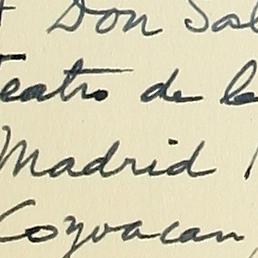 Don Sal
Teatro de la
Madrid
Coyoacan,